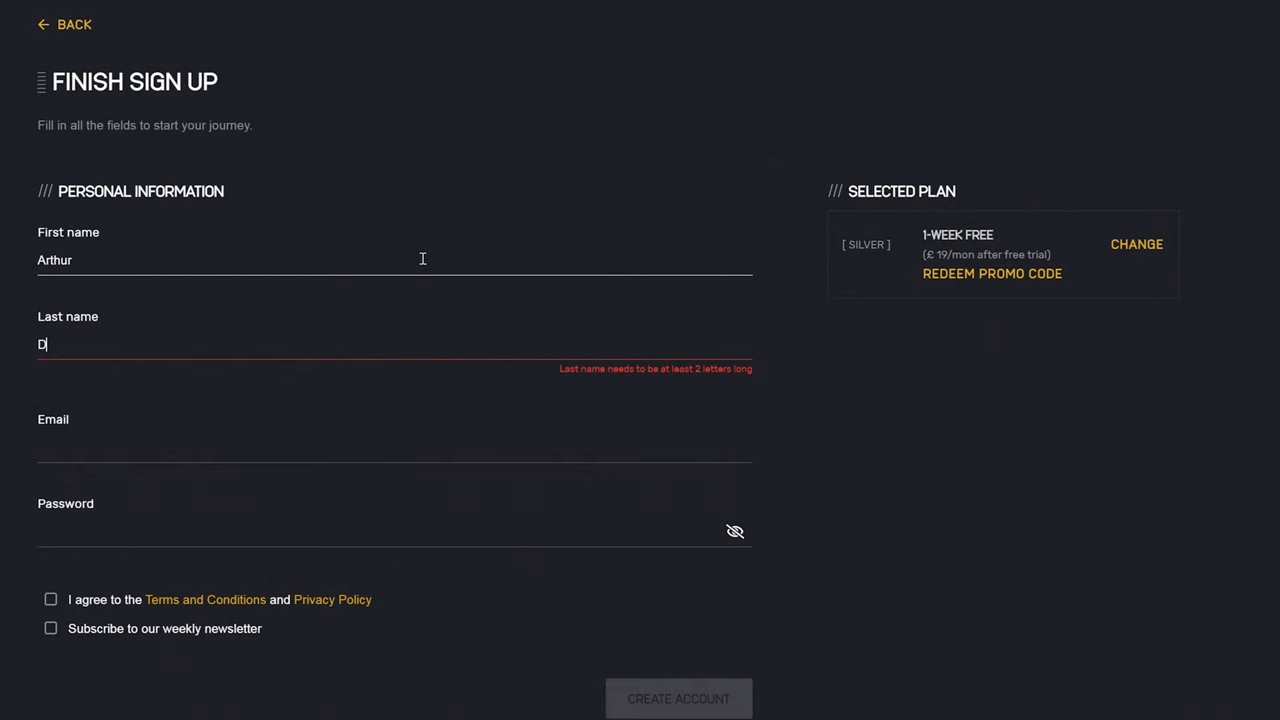 ← BACK
FINISH SIGN UP
Fill in all the fields to start your journey.
/// PERSONAL INFORMATION
First name
Arthur
Last name
D
Last name needs to be at least 2 letters long
Email
Password
I agree to the Terms and Conditions and Privacy Policy
Subscribe to our weekly newsletter
CREATE ACCOUNT
/// SELECTED PLAN
[ SILVER ]
1-WEEK FREE
(£ 19/mon after free trial)
REDEEM PROMO CODE
CHANGE